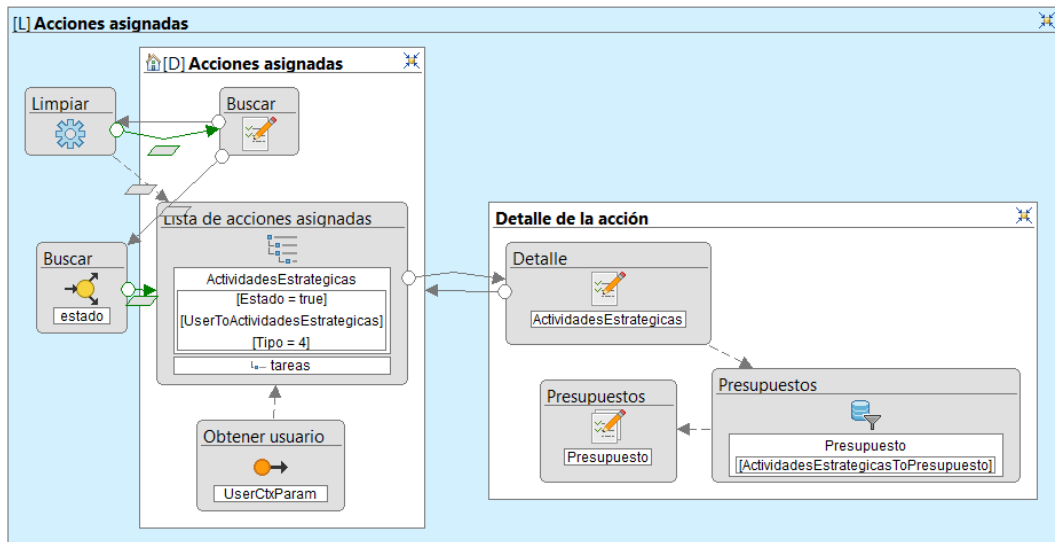 [L] Acciones asignadas
[D] Acciones asignadas
Limpiar
Buscar
Lista de acciones asignadas
ActividadesEstrategicas
[Estado = true]
[UserToActividadesEstrategicas]
[Tipo = 4]
tareas
Buscar
estado
Obtener usuario
UserCtxParam
Detalle de la acción
Detalle
ActividadesEstrategicas
Presupuestos
Presupuesto
Presupuestos
Presupuesto
[ActividadesEstrategicasToPresupuesto]